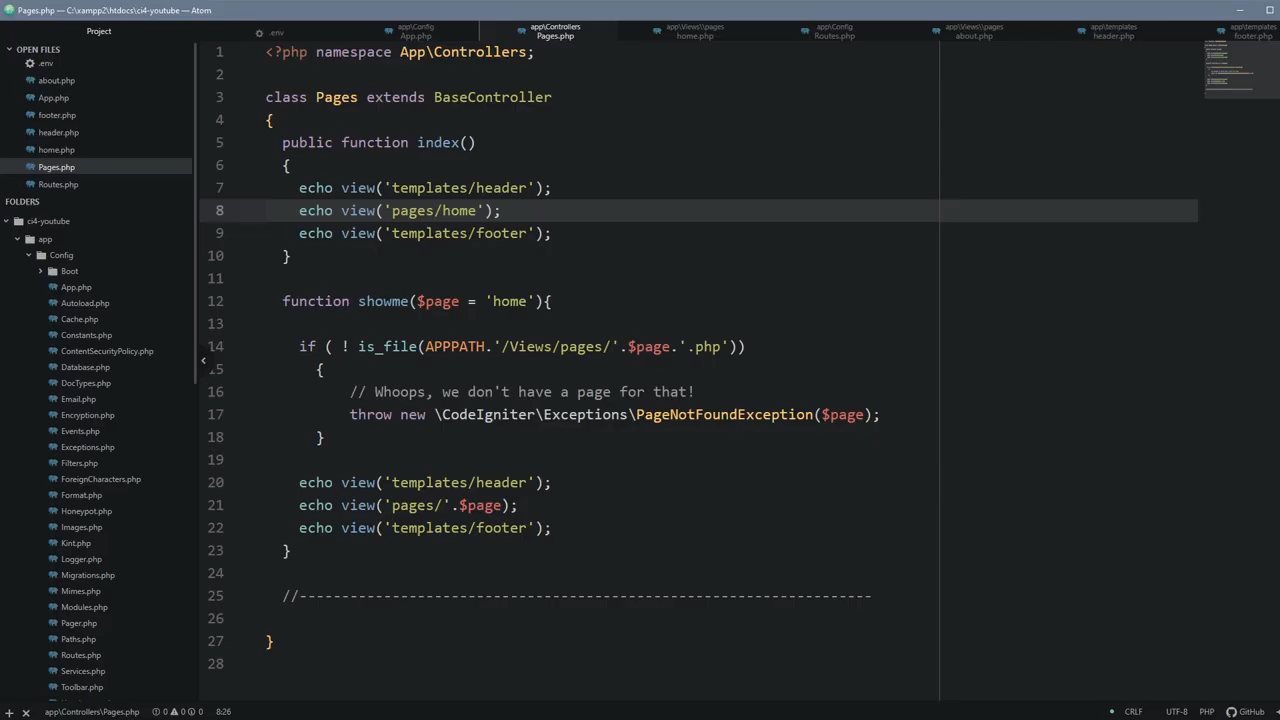 Pages.php — C:\xampp2\htdocs\ci4-youtube — Atom
Project
.env
app\Config
App.php
app\Controllers
Pages.php
app\Views\\pages
home.php
app\Config
Routes.php
app\Views\\pages
about.php
app\templates
header.php
app\templates
footer.php
OPEN FILES
.env
about.php
App.php
footer.php
header.php
home.php
Pages.php
Routes.php
FOLDERS
ci4-youtube
app
Config
Boot
App.php
Autoload.php
Cache.php
Constants.php
ContentSecurityPolicy.php
Database.php
DocTypes.php
Email.php
Encryption.php
Events.php
Exceptions.php
Filters.php
ForeignCharacters.php
Format.php
Honeypot.php
Images.php
Kint.php
Logger.php
Migrations.php
Mimes.php
Modules.php
Pager.php
Paths.php
Routes.php
Services.php
Toolbar.php
1 <?php namespace App\Controllers;
2
3 class Pages extends BaseController
4 {
5 public function index()
6 {
7 echo view('templates/header');
8 echo view('pages/home');
9 echo view('templates/footer');
10 }
11
12 function showme($page = 'home'){
13
14 if ( ! is_file(APPPATH.'/Views/pages/'.$page.'.php'))
15 {
16 // Whoops, we don't have a page for that!
17 throw new \CodeIgniter\Exceptions\PageNotFoundException($page);
18 }
19
20 echo view('templates/header');
21 echo view('pages/'.$page);
22 echo view('templates/footer');
23 }
24
25 //--------------------------------------------------------------------
26
27 }
28
app\Controllers\Pages.php 0 0 0 8:26
CRLF UTF-8 PHP GitHub